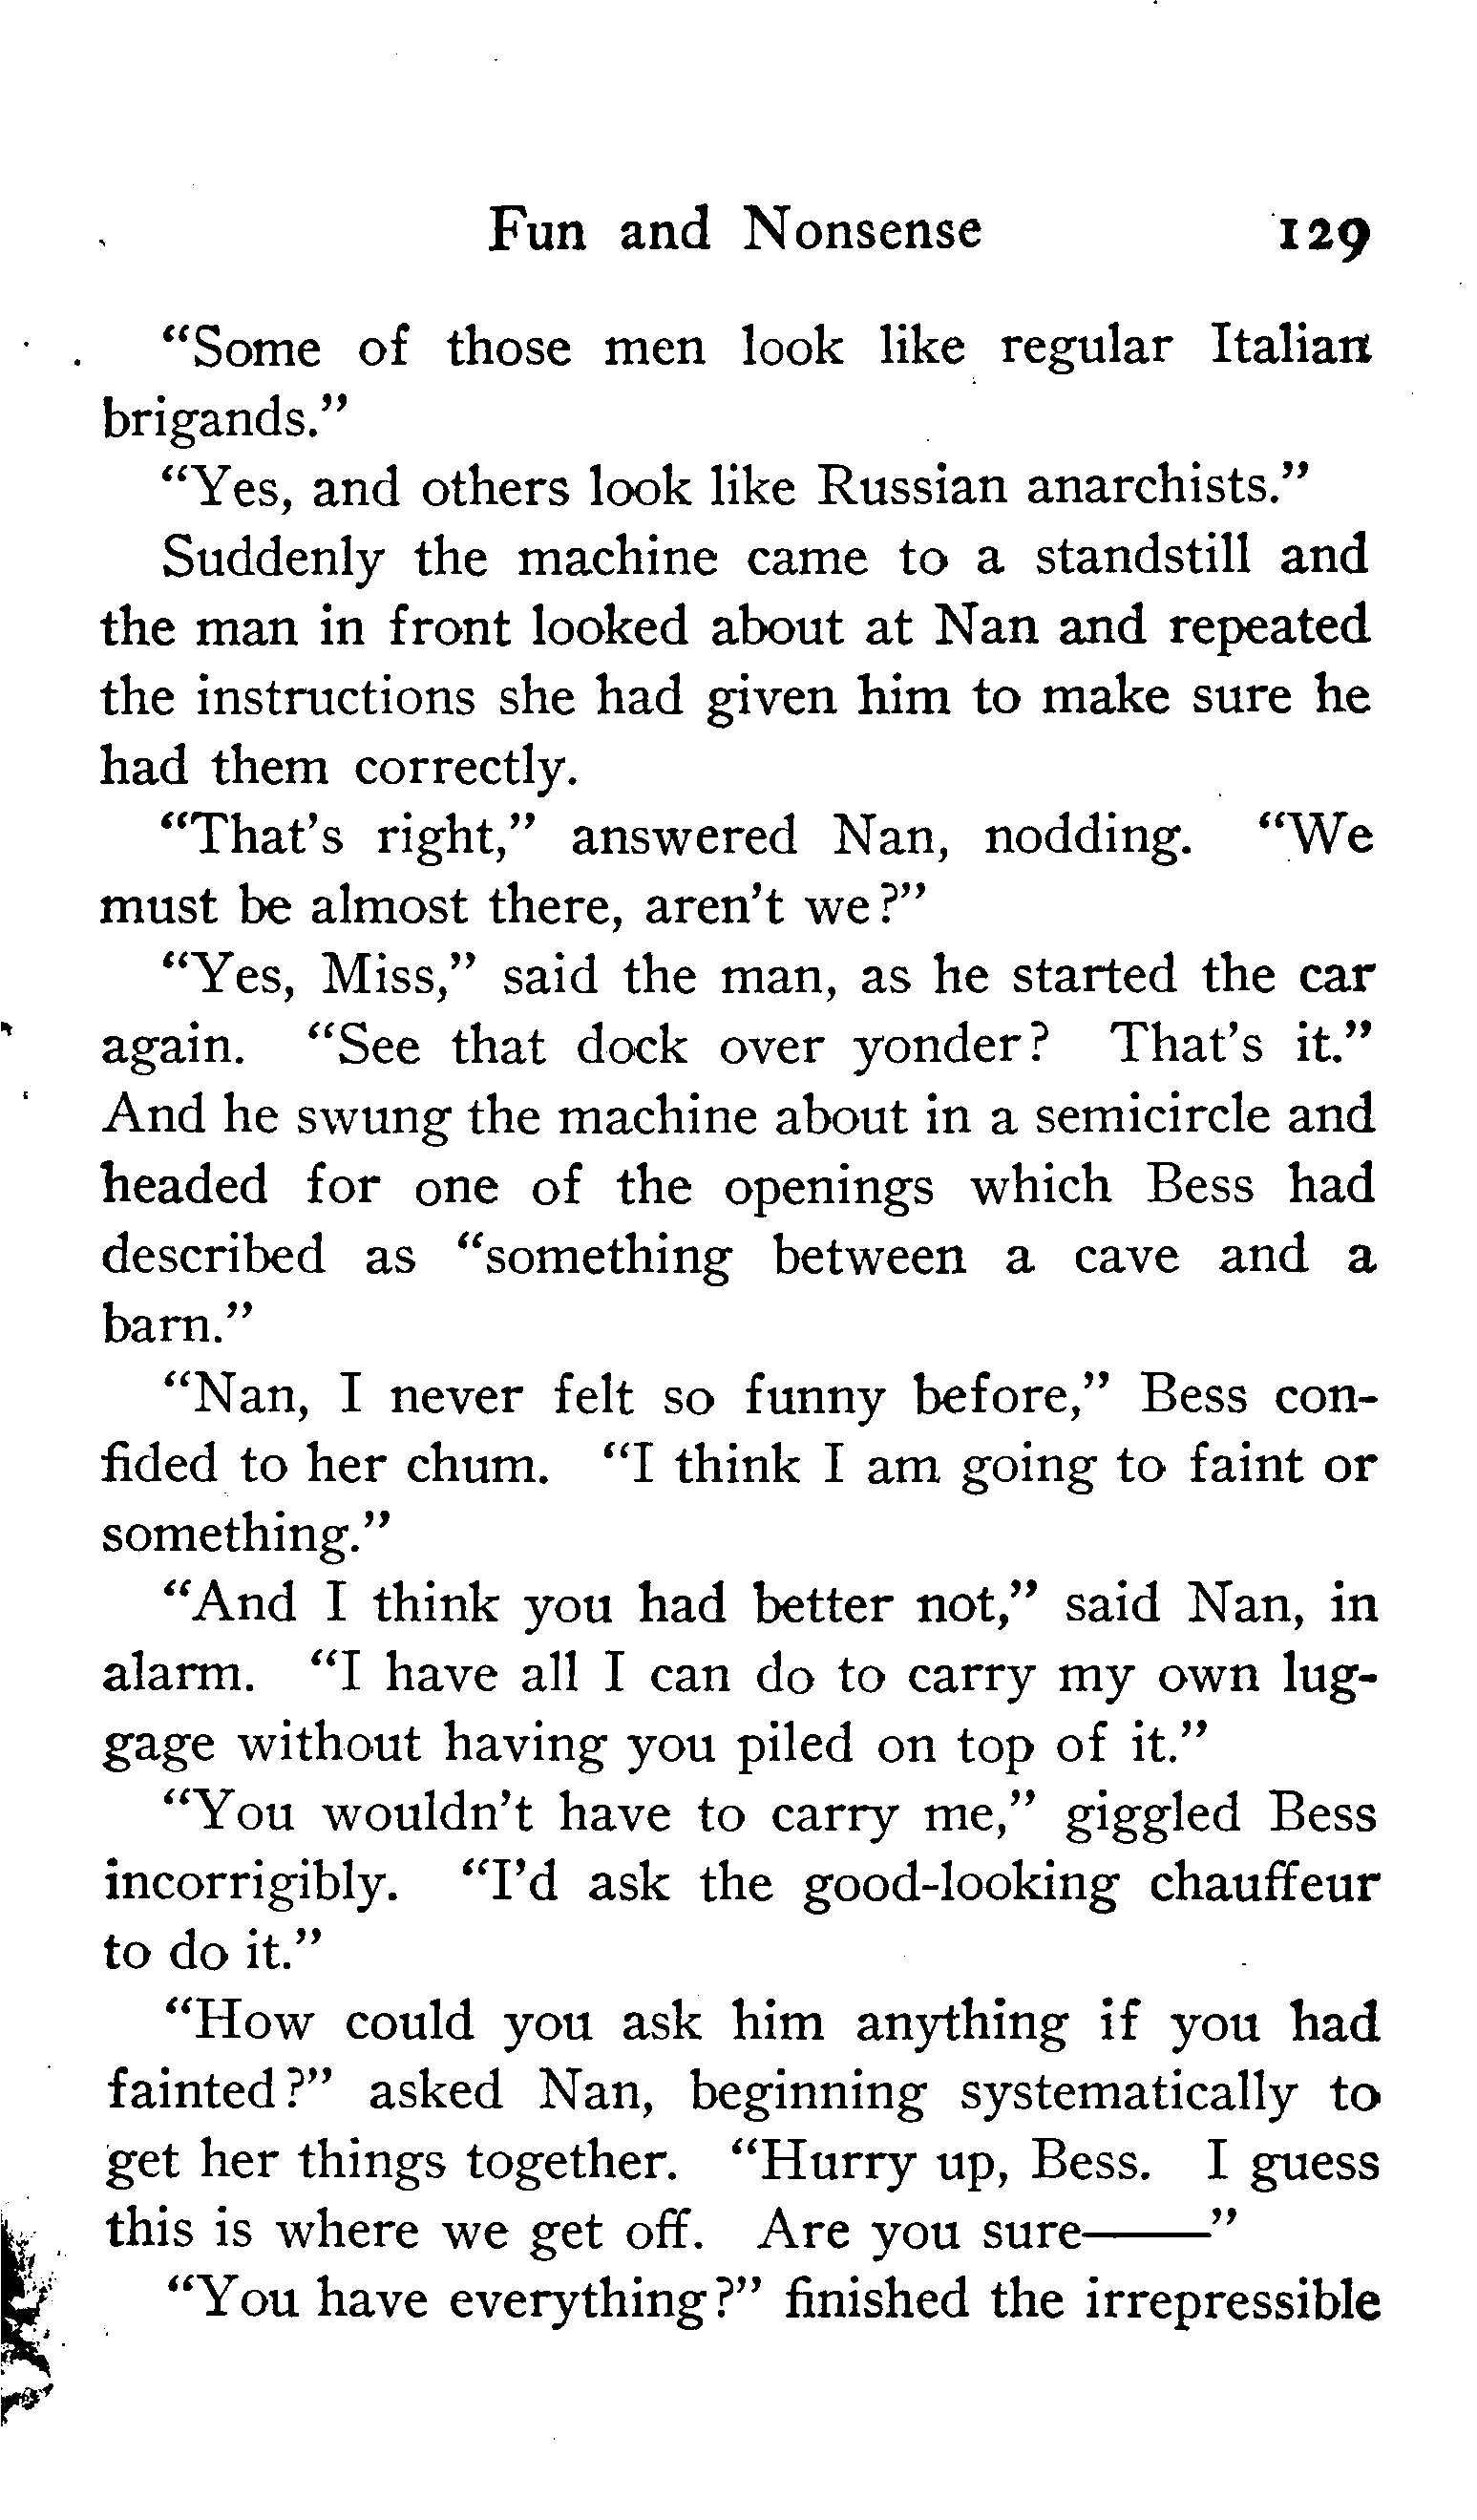 Fun and Nonsense 129
"Some of those men look like regular Italian
brigands."
"Yes, and others look like Russian anarchists."
Suddenly the machine came to a standstill and
the man in front looked about at Nan and repeated
the instructions she had given him to make sure he
had them correctly.
"That's right," answered Nan, nodding. "We
must be almost there, aren't we?"
"Yes, Miss," said the man, as he started the car
again. "See that dock over yonder? That's it."
And he swung the machine about in a semicircle and
headed for one of the openings which Bess had
described as "something between a cave and a
barn."
"Nan, I never felt so funny before," Bess con-
fided to her chum. "I think I am going to faint or
something."
"And I think you had better not," said Nan, in
alarm. "I have all I can do to carry my own lug-
gage without having you piled on top of it."
"You wouldn't have to carry me," giggled Bess
incorrigibly. "I'd ask the good-looking chauffeur
to do it."
"How could you ask him anything if you had
fainted?" asked Nan, beginning systematically to
get her things together. "Hurry up, Bess. I guess
this is where we get off. Are you sure——"
"You have everything?" finished the irrepressible